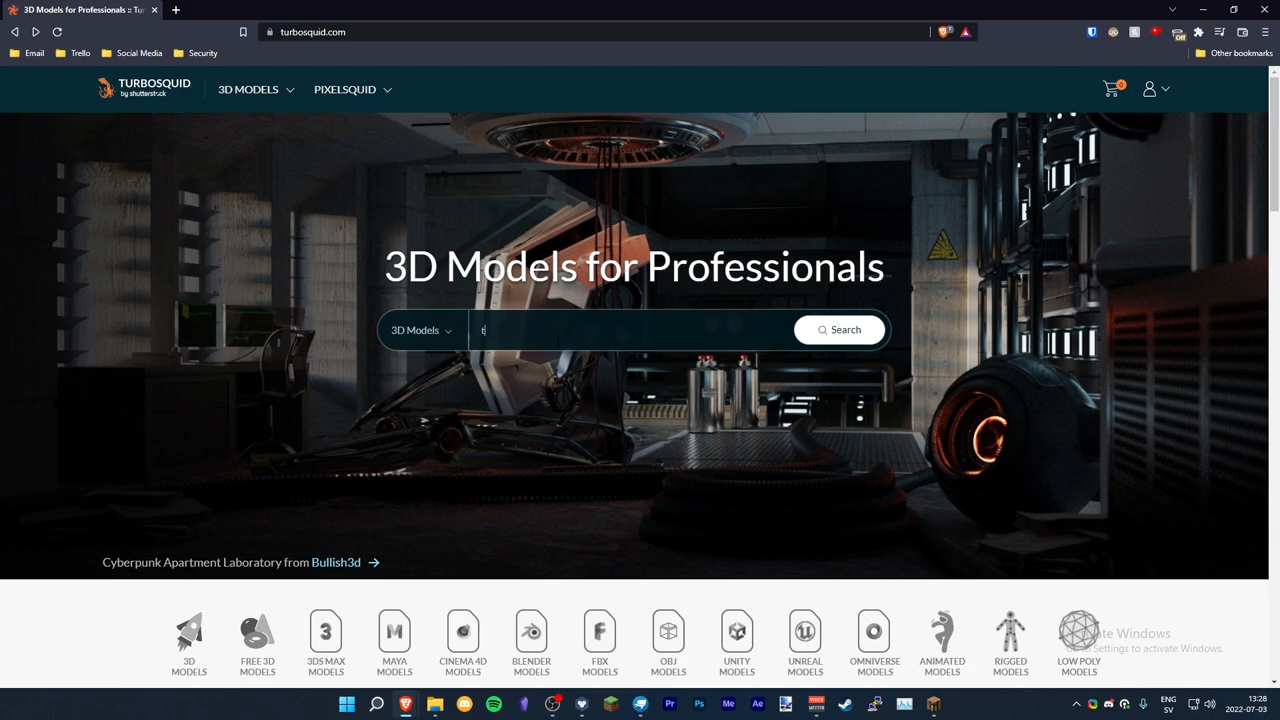 3D Models for Professionals :: Tur
turbosquid.com
Email
Trello
Social Media
Security
Off
Other bookmarks
TURBOSQUID
by shutterstock
3D MODELS
PIXELSQUID
0
3D Models for Professionals
3D Models
t
Search
Cyberpunk Apartment Laboratory from Bullish3d
3D
MODELS
FREE 3D
MODELS
3DS MAX
MODELS
MAYA
MODELS
CINEMA 4D
MODELS
BLENDER
MODELS
FBX
MODELS
OBJ
MODELS
UNITY
MODELS
UNREAL
MODELS
OMNIVERSE
MODELS
ANIMATED
MODELS
RIGGED
MODELS
LOW POLY
MODELS
ate Windows
Settings to activate Windows.
ENG
SV
13:28
2022-07-03